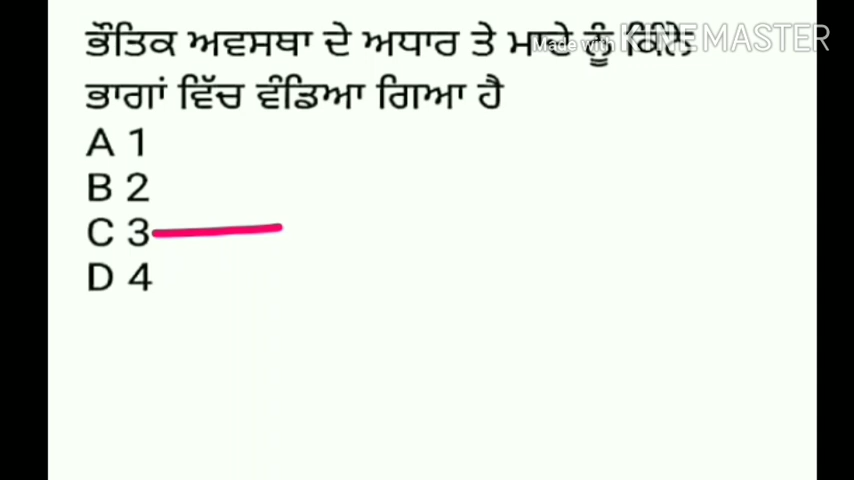 ਭੌਤਿਕ ਅਵਸਥਾ ਦੇ ਅਧਾਰ ਤੇ ਮਾਦੇ ਨੂੰ ਕਿੰਨੇ
Made with KINEMASTER
ਭਾਗਾਂ ਵਿੱਚ ਵੰਡਿਆ ਗਿਆ ਹੈ
A 1
B 2
C 3
D 4